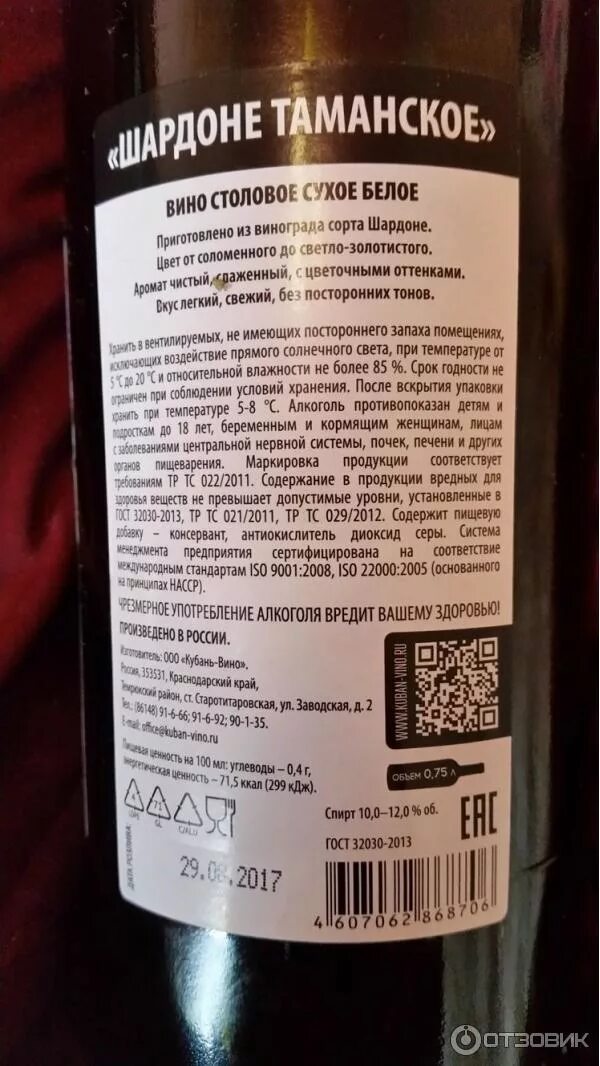 «ШАРДОНЕ ТАМАНСКОЕ»
ВИНО СТОЛОВОЕ СУХОЕ БЕЛОЕ
Приготовлено из винограда сорта Шардоне.
Цвет от соломенного до светло-золотистого.
Аромат чистый, слаженный, с цветочными оттенками.
Вкус легкий, свежий, без посторонних тонов.
Хранить в вентилируемых, не имеющих постороннего запаха помещениях,
исключающих воздействие прямого солнечного света, при температуре от
5 °С до 20 °С и относительной влажности не более 85 %. Срок годности не
ограничен при соблюдении условий хранения. После вскрытия упаковки
хранить при температуре 5-8 °С. Алкоголь противопоказан детям и
подросткам до 18 лет, беременным и кормящим женщинам, лицам
с заболеваниями центральной нервной системы, почек, печени и других
органов пищеварения. Маркировка продукции соответствует
требованиям ТР ТС 022/2011. Содержание в продукции вредных для
здоровья веществ не превышает допустимые уровни, установленные в
ГОСТ 32030-2013, ТР ТС 021/2011, ТР ТС 029/2012. Содержит пищевую
добавку – консервант, антиокислитель диоксид серы. Система
менеджмента предприятия сертифицирована на соответствие
международным стандартам ISO 9001:2008, ISO 22000:2005 (основанного
на принципах НАССР).
ЧРЕЗМЕРНОЕ УПОТРЕБЛЕНИЕ АЛКОГОЛЯ ВРЕДИТ ВАШЕМУ ЗДОРОВЬЮ!
ПРОИЗВЕДЕНО В РОССИИ.
Изготовитель: ООО «Кубань-Вино».
Россия, 353531, Краснодарский край,
Темрюкский район, ст. Старотитаровская, ул. Заводская, д. 2
Тел.: (86148) 91-6-66; 91-6-92; 90-1-35.
E-mail: office@kuban-vino.ru
WWW.KUBAN-VINO.RU
Пищевая ценность на 100 мл: углеводы – 0,4 г,
энергетическая ценность – 71,5 ккал (299 кДж).
ОБЪЕМ 0,75 Л
4
71
GL
C/ALU
Спирт 10,0–12,0 % об.
EAC
ГОСТ 32030-2013
ДАТА РОЗЛИВА:
4 607062 868706
ОТЗОВИК